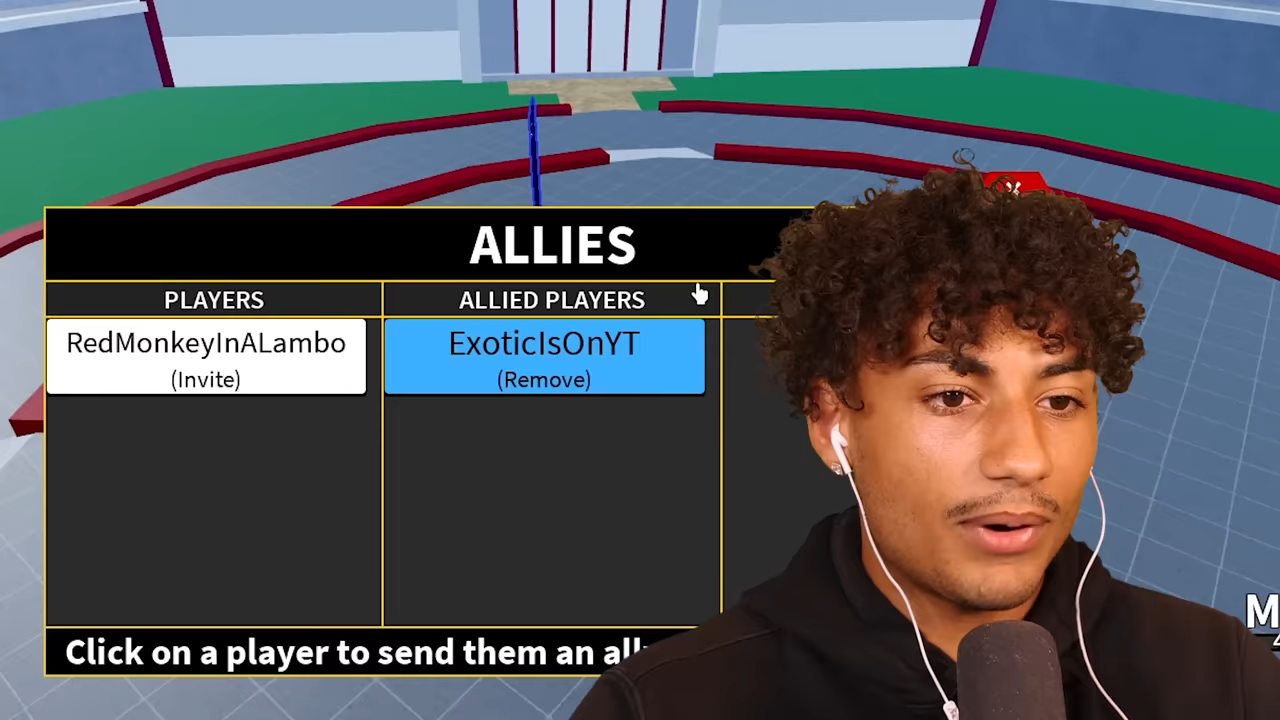 ALLIES
PLAYERS
ALLIED PLAYERS
RedMonkeyInALambo
(Invite)
ExoticIsOnYT
(Remove)
Click on a player to send them an